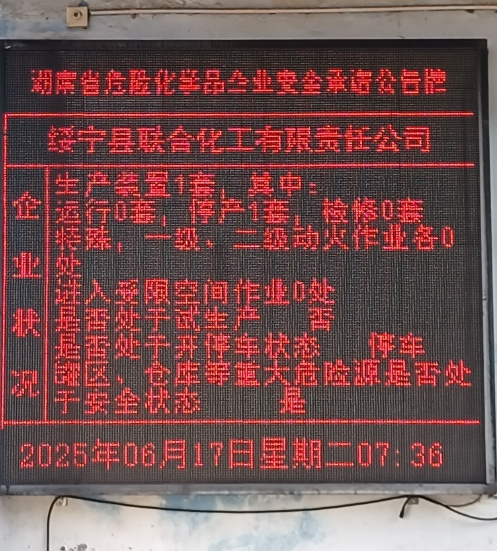 湖南省危险化学品企业安全承诺公告牌
绥宁县联合化工有限责任公司
企业状况
生产装置1套，其中：
运行0套，停产1套，检修0套
特殊、一级、二级动火作业各0
处
进入受限空间作业0处
是否处于试生产 否
是否处于开停车状态 停车
罐区、仓库等重大危险源是否处
于安全状态 是
2025年06月17日星期二07:36